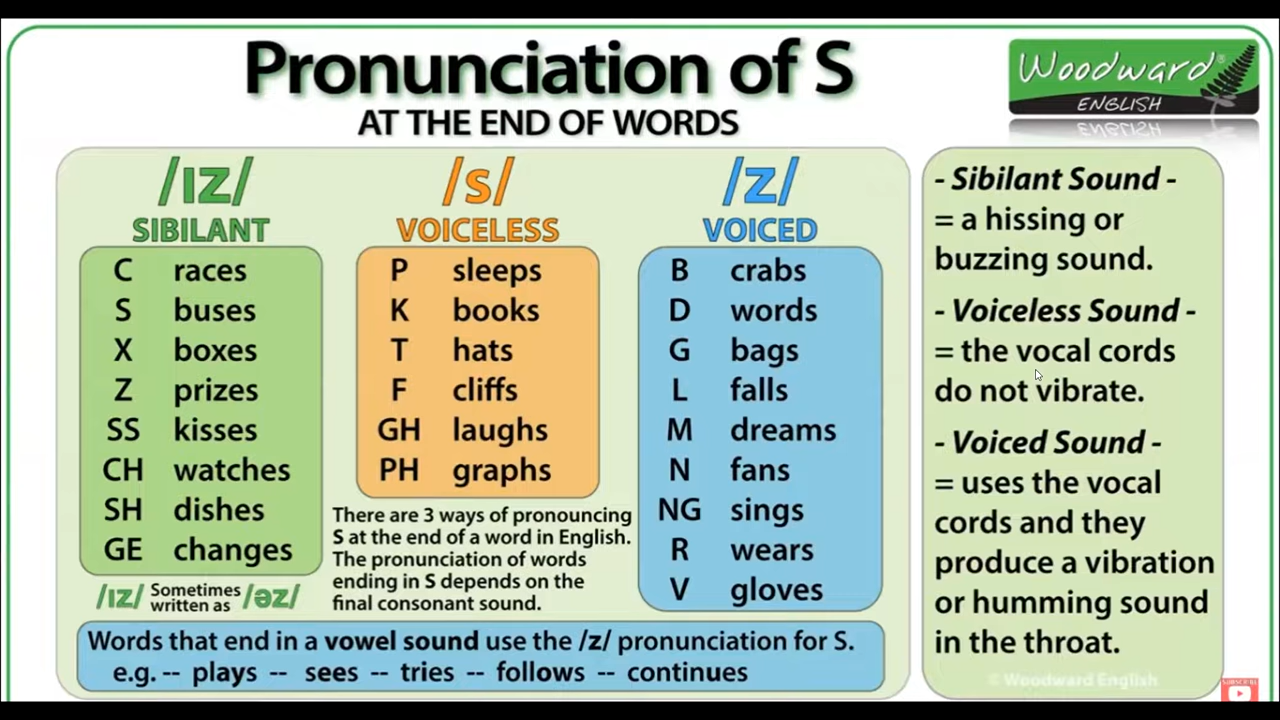 Pronunciation of S
AT THE END OF WORDS
Woodward®
ENGLISH
/ɪz/
SIBILANT
C races
S buses
X boxes
Z prizes
SS kisses
CH watches
SH dishes
GE changes
/ɪz/ Sometimes written as /əz/
/s/
VOICELESS
P sleeps
K books
T hats
F cliffs
GH laughs
PH graphs
There are 3 ways of pronouncing
S at the end of a word in English.
The pronunciation of words
ending in S depends on the
final consonant sound.
/z/
VOICED
B crabs
D words
G bags
L falls
M dreams
N fans
NG sings
R wears
V gloves
Words that end in a vowel sound use the /z/ pronunciation for S.
e.g. -- plays -- sees -- tries -- follows -- continues
- Sibilant Sound -
= a hissing or
buzzing sound.
- Voiceless Sound -
= the vocal cords
do not vibrate.
- Voiced Sound -
= uses the vocal
cords and they
produce a vibration
or humming sound
in the throat.
© Woodward English
SUBSCRIBE